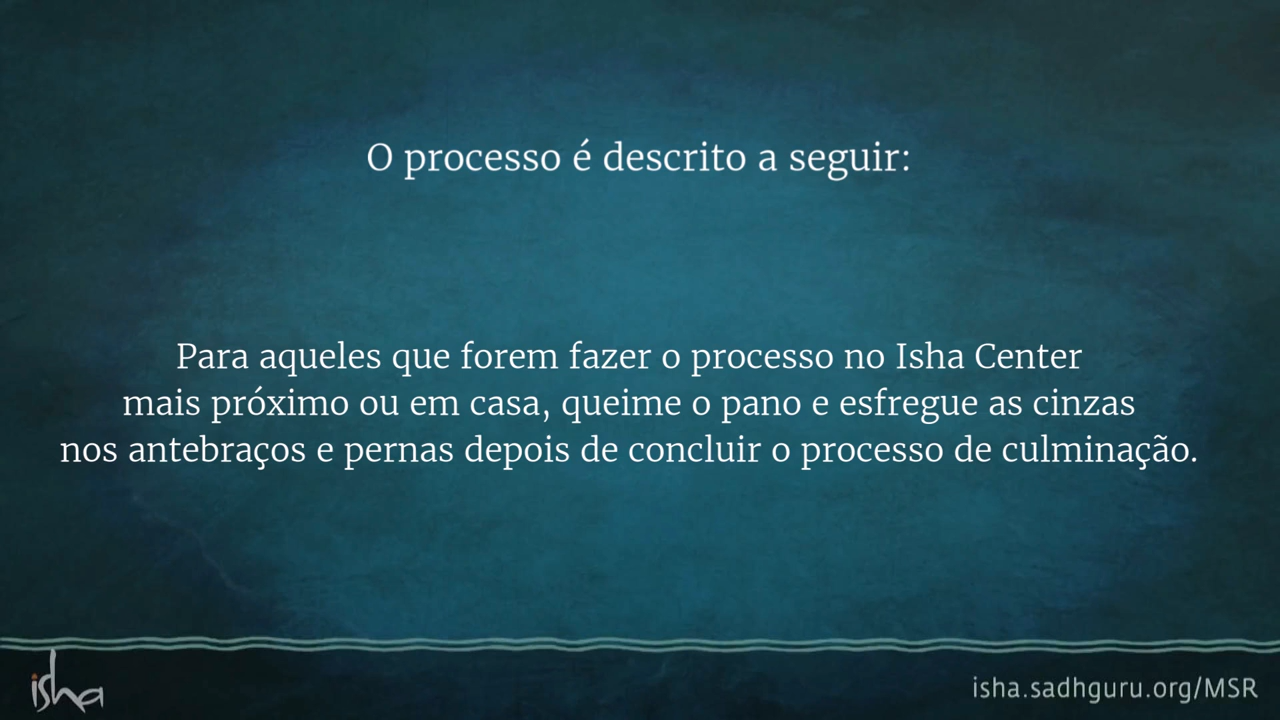 O processo é descrito a seguir:
Para aqueles que forem fazer o processo no Isha Center
mais próximo ou em casa, queime o pano e esfregue as cinzas
nos antebraços e pernas depois de concluir o processo de culminação.
isha
isha.sadhguru.org/MSR